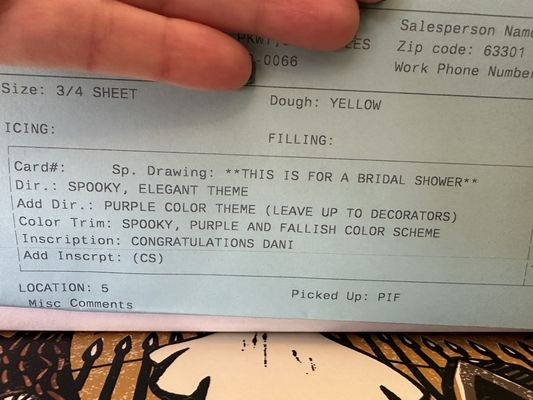 Salesperson Name
Zip code: 63301
-0066
Work Phone Number
Size: 3/4 SHEET
Dough: YELLOW
ICING:
FILLING:
Card#: Sp. Drawing: **THIS IS FOR A BRIDAL SHOWER**
Dir.: SPOOKY, ELEGANT THEME
Add Dir.: PURPLE COLOR THEME (LEAVE UP TO DECORATORS)
Color Trim: SPOOKY, PURPLE AND FALLISH COLOR SCHEME
Inscription: CONGRATULATIONS DANI
Add Inscrpt: (CS)
LOCATION: 5
Picked Up: PIF
Misc Comments